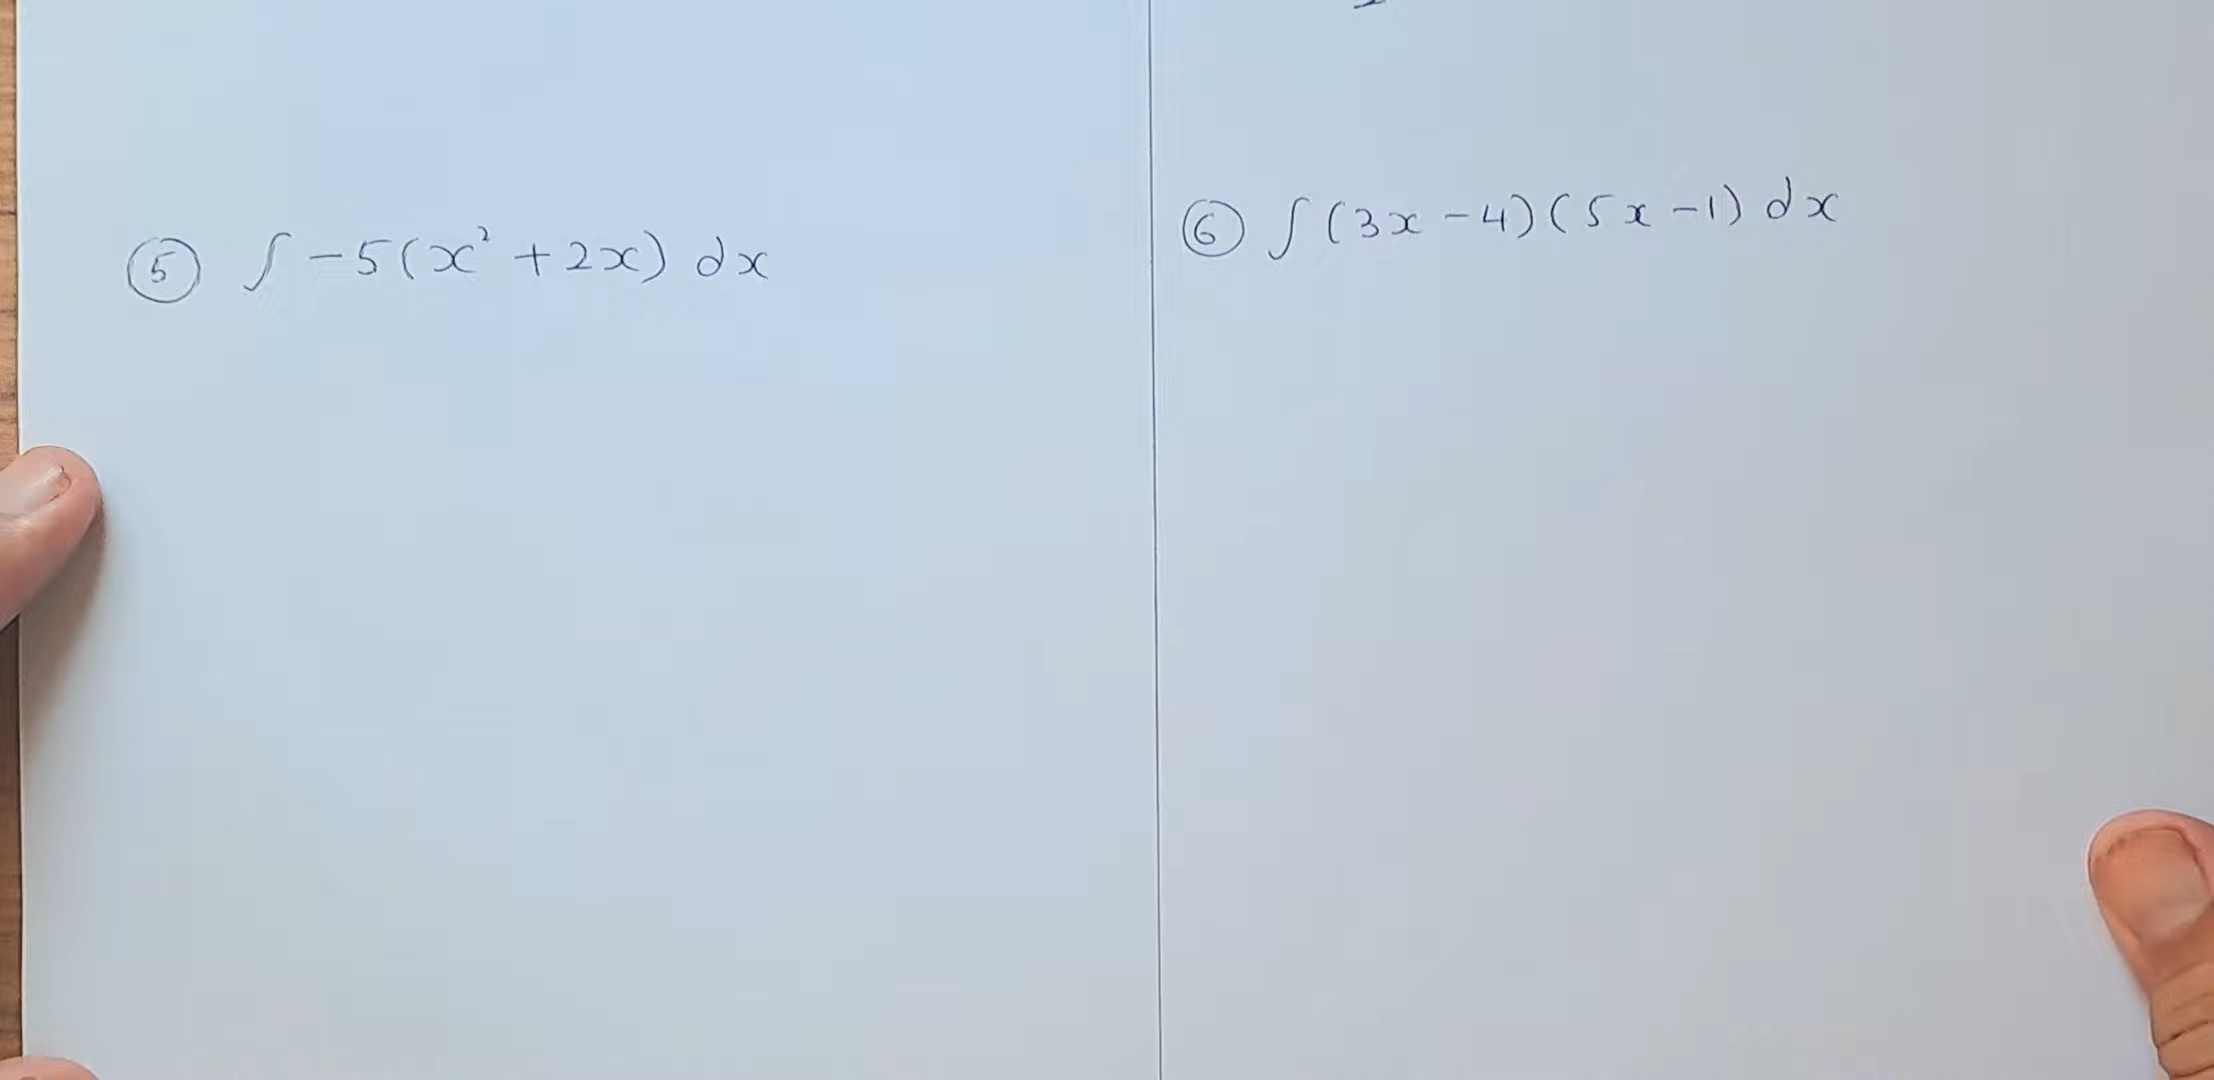 ⑤ ∫ -5(x² + 2x) dx
⑥ ∫ (3x - 4)(5x - 1) dx